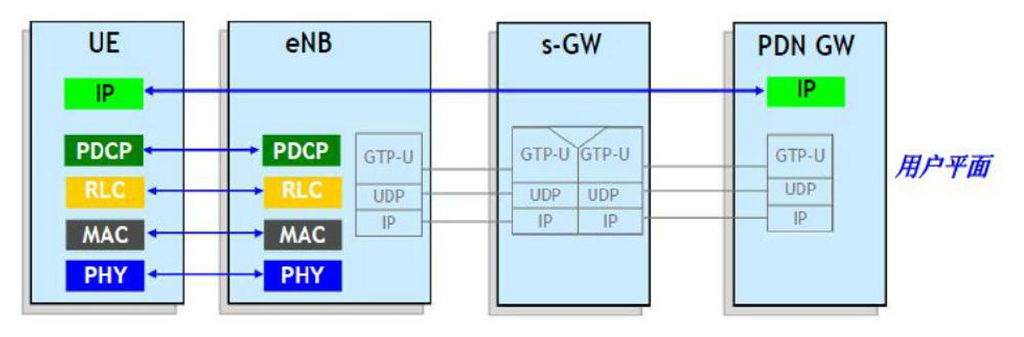 UE
IP
PDCP
RLC
MAC
PHY
eNB
PDCP
RLC
MAC
PHY
GTP-U
UDP
IP
s-GW
GTP-U GTP-U
UDP UDP
IP IP
PDN GW
IP
GTP-U
UDP
IP
用户平面